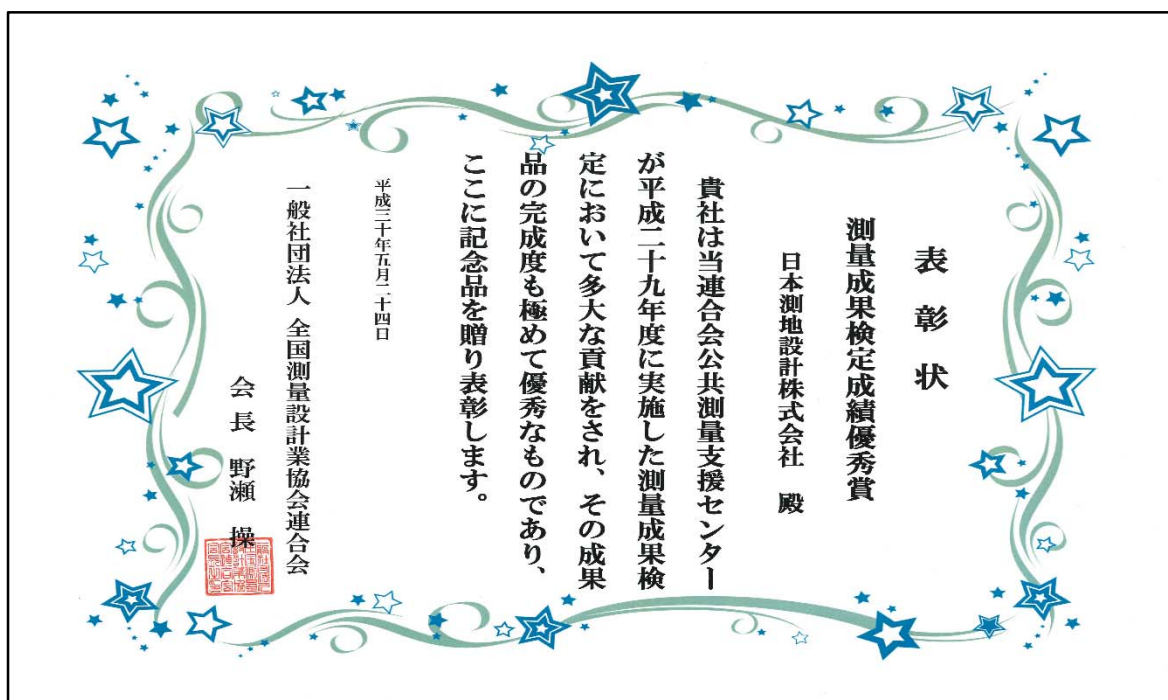 表彰状
測量成果検定成績優秀賞
日本測地設計株式会社 殿
貴社は当連合会公共測量支援センター
が平成二十九年度に実施した測量成果検
定において多大な貢献をされ、その成果
品の完成度も極めて優秀なものであり、
ここに記念品を贈り表彰します。
平成三十年五月二十四日
一般社団法人 全国測量設計業協会連合会
会長 野瀬 操